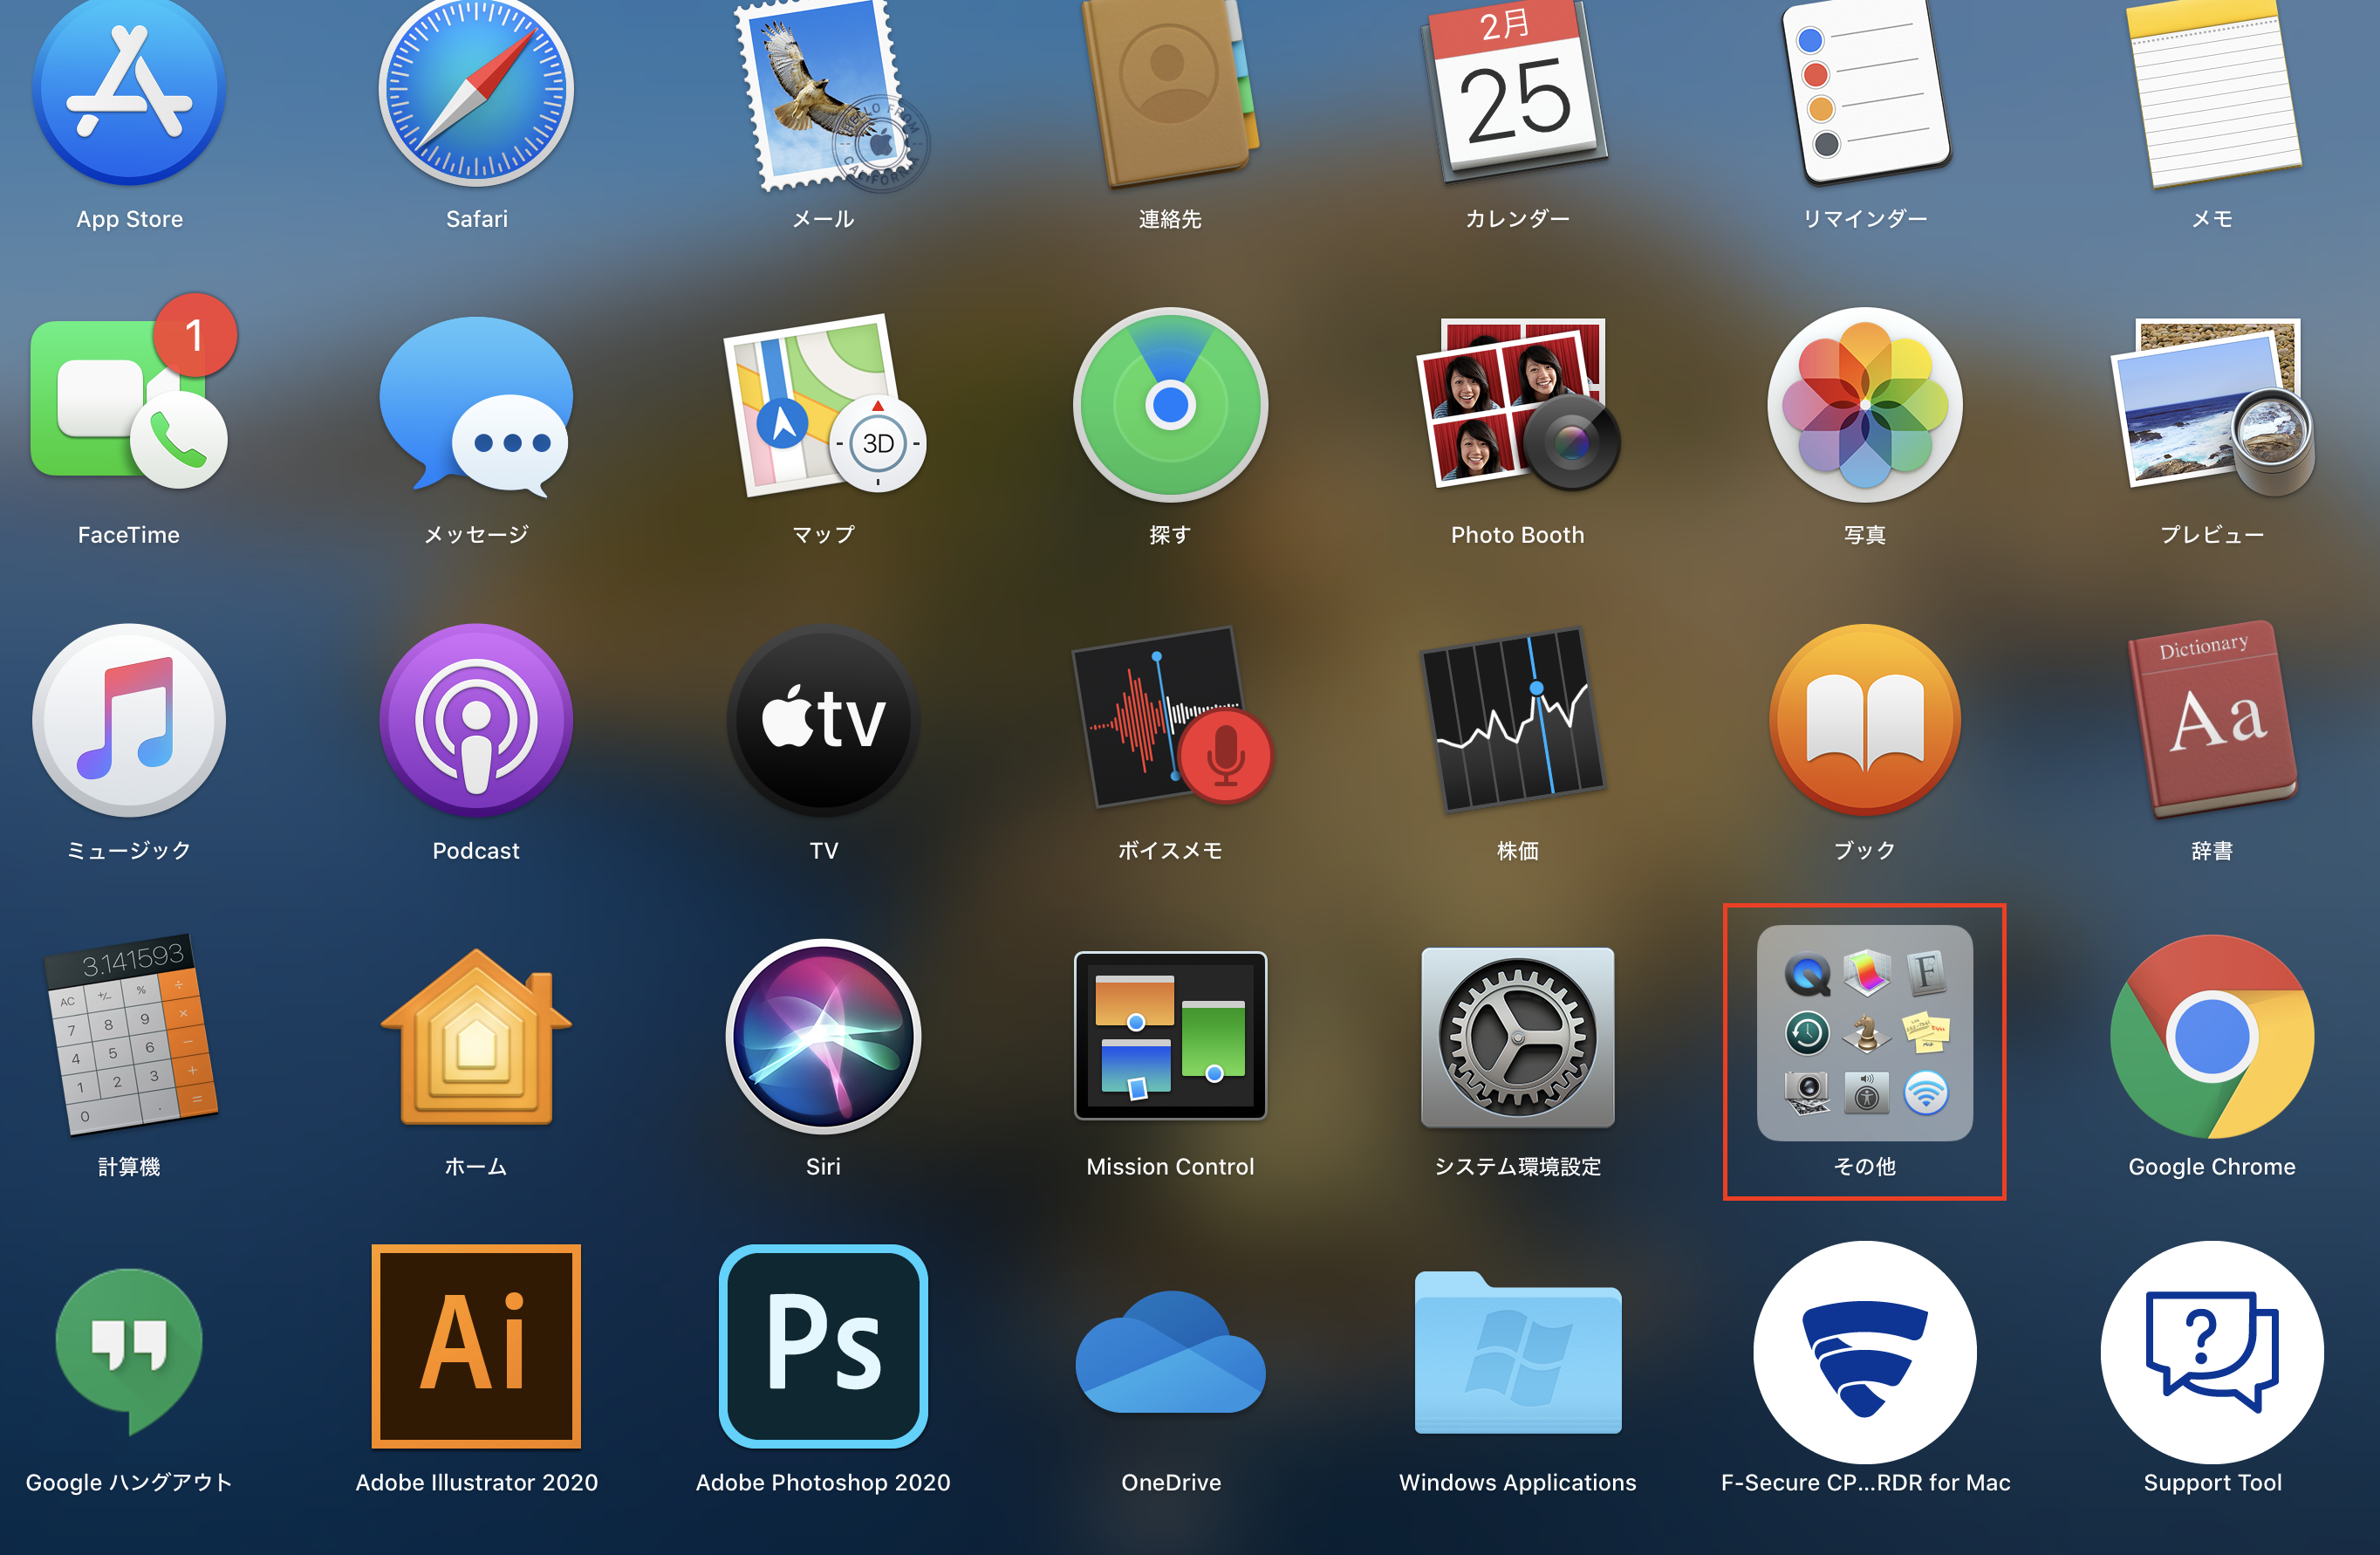 2月
25
HELLO FROM
CALIFORNIA
App Store
Safari
メール
連絡先
カレンダー
リマインダー
メモ
1
3D
FaceTime
メッセージ
マップ
探す
Photo Booth
写真
プレビュー
tv
Dictionary
Aa
ミュージック
Podcast
TV
ボイスメモ
株価
ブック
辞書
3.141593
AC +/- % ÷
7 8 9 ×
4 5 6 −
1 2 3 +
0 . =
F
計算機
ホーム
Siri
Mission Control
システム環境設定
その他
Google Chrome
Ai
Ps
?
Google ハングアウト
Adobe Illustrator 2020
Adobe Photoshop 2020
OneDrive
Windows Applications
F-Secure CP...RDR for Mac
Support Tool